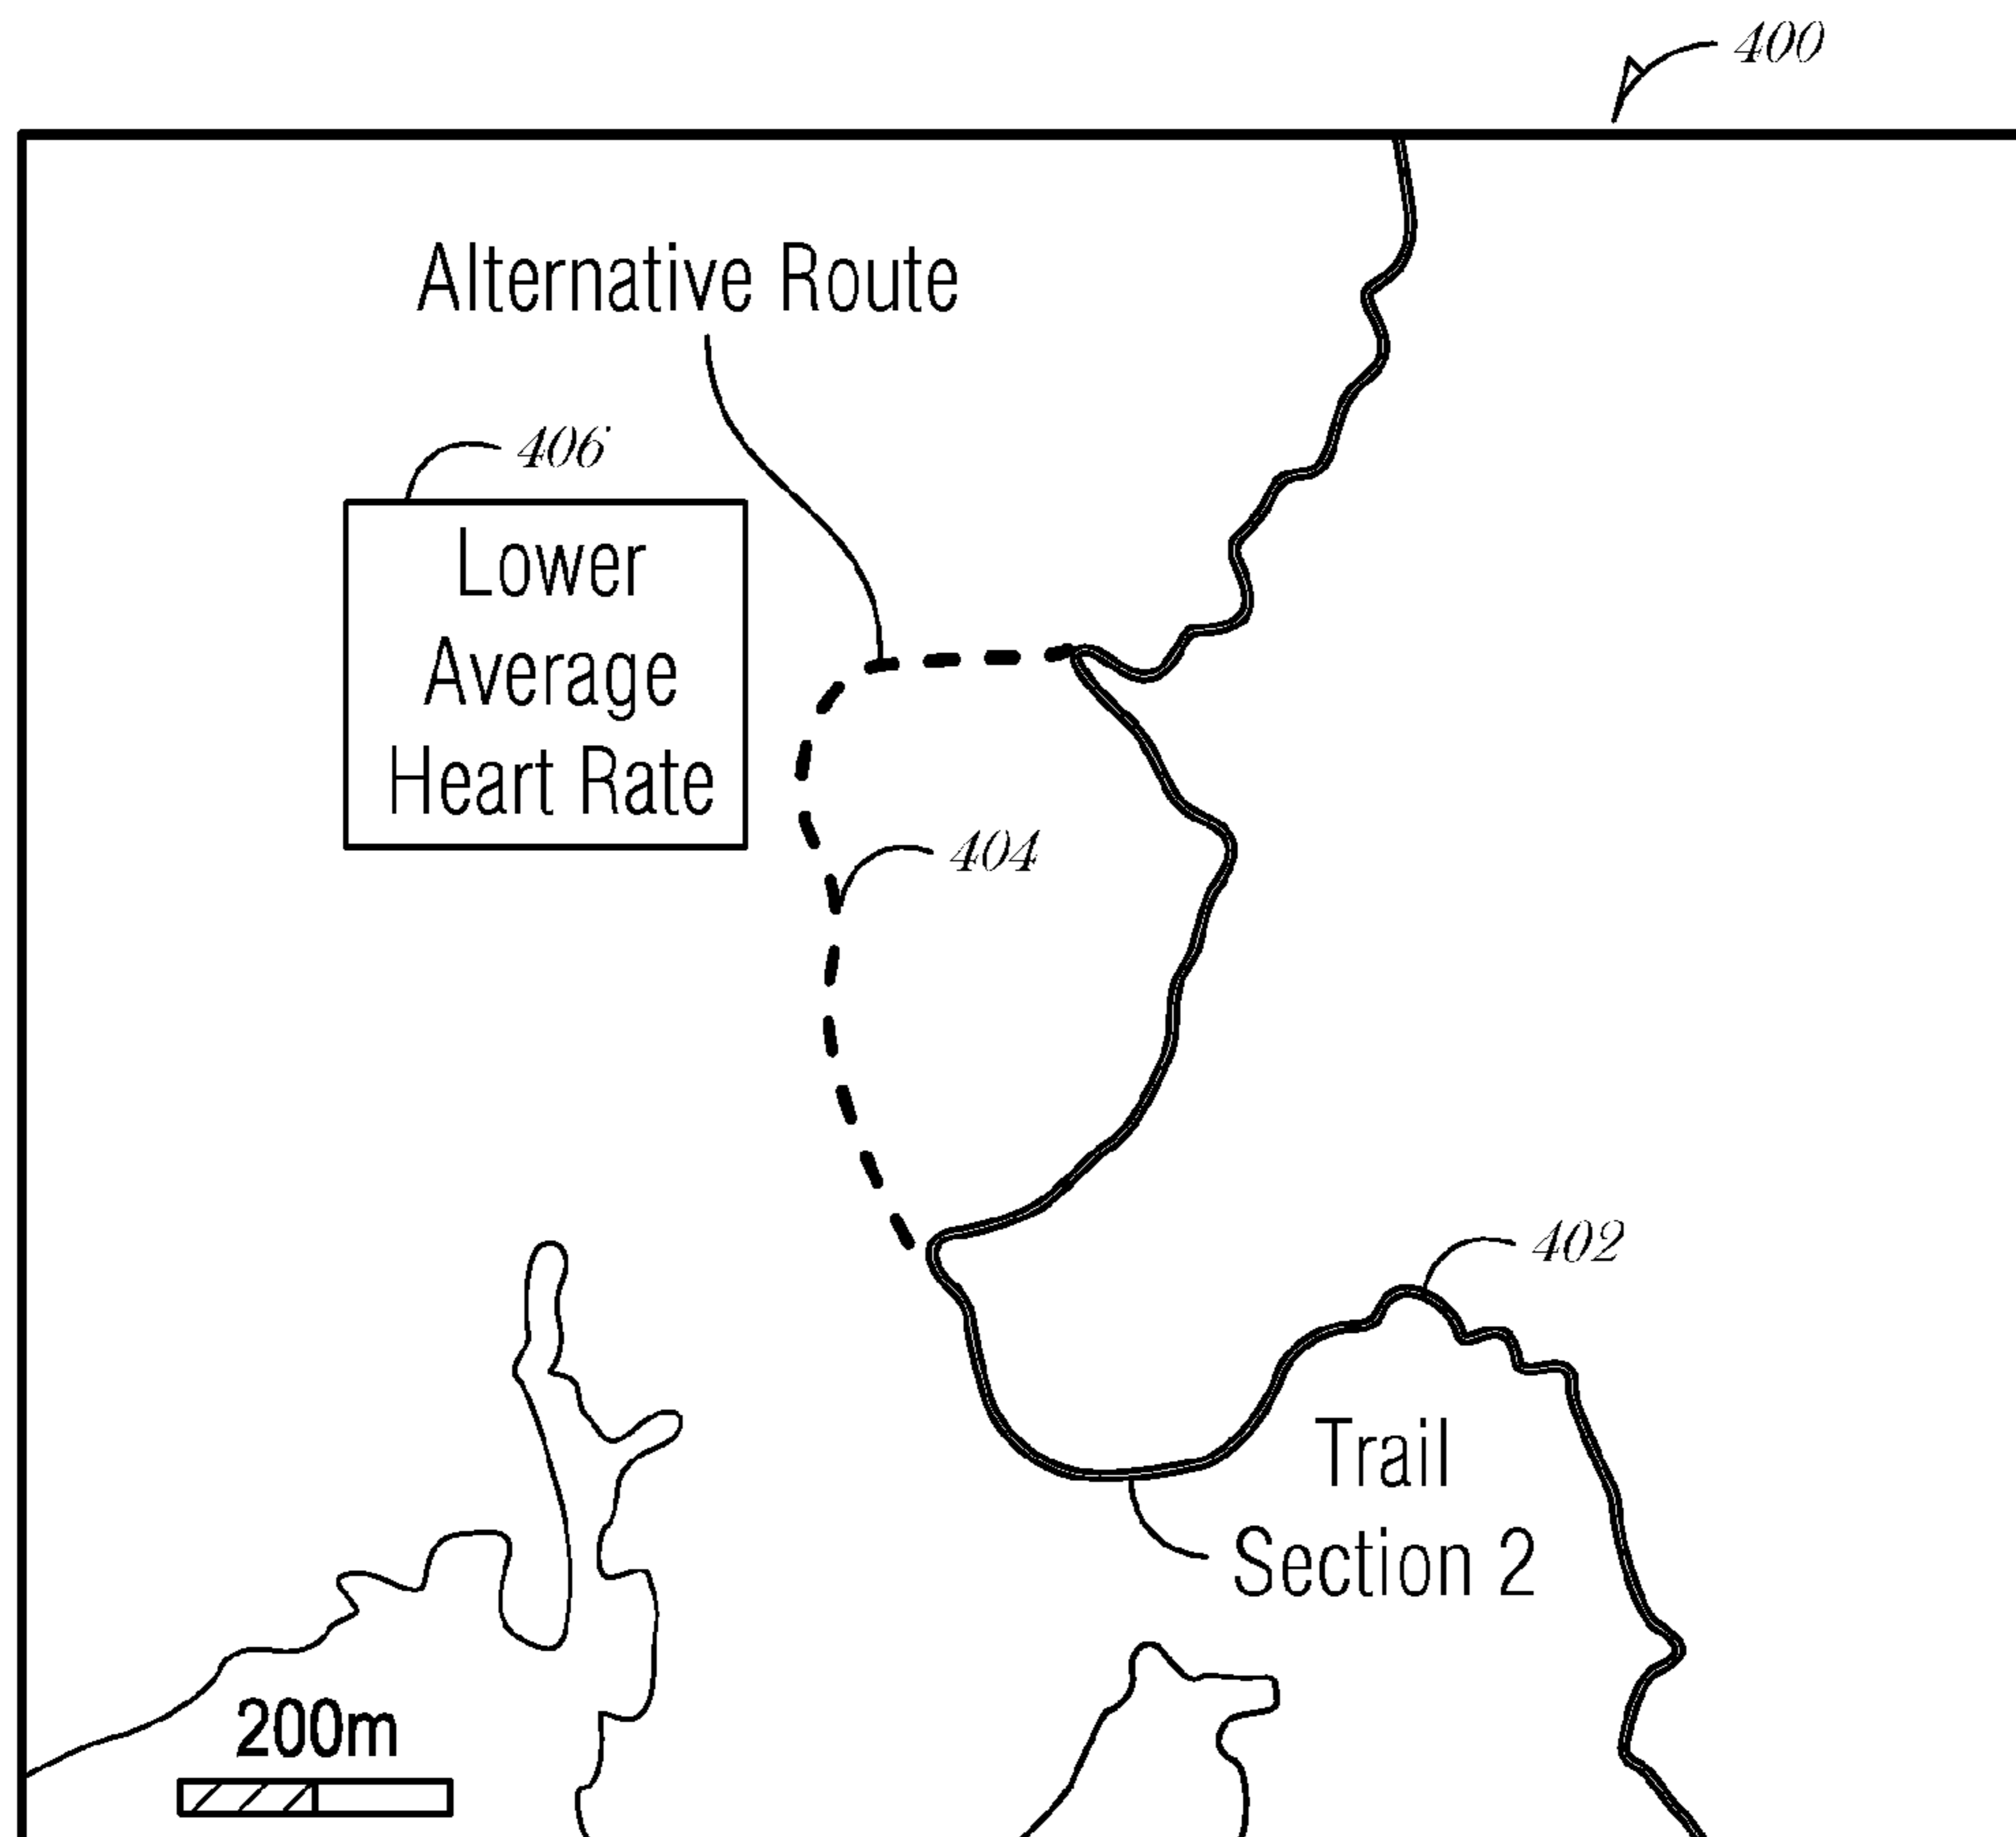 400
Alternative Route
406
Lower
Average
Heart Rate
404
402
Trail
Section 2
200m